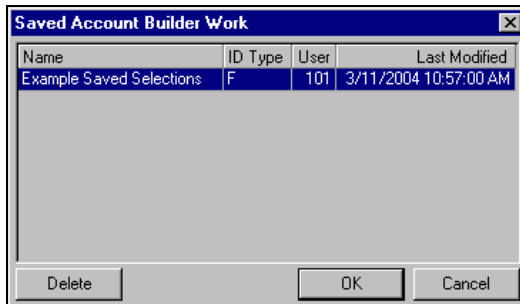 Saved Account Builder Work
Name ID Type User Last Modified
Example Saved Selections F 101 3/11/2004 10:57:00 AM
Delete OK Cancel